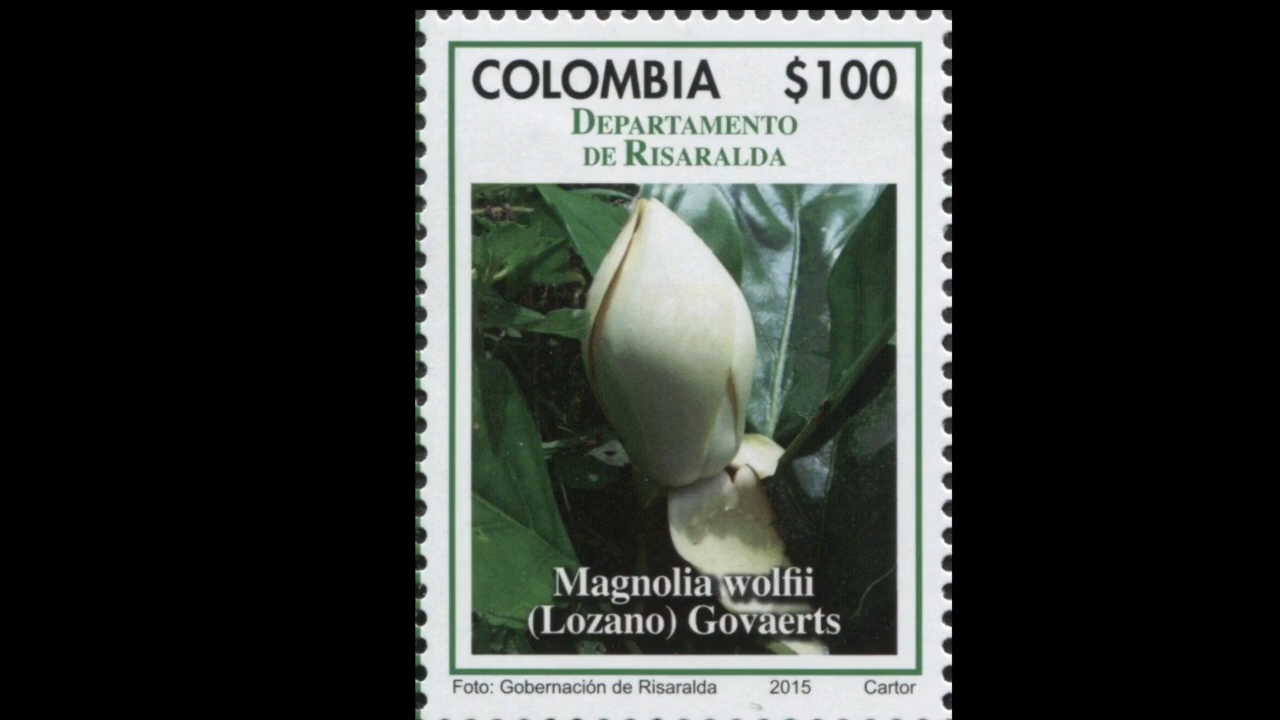 COLOMBIA $100
DEPARTAMENTO
DE RISARALDA
Magnolia wolfii
(Lozano) Govaerts
Foto: Gobernación de Risaralda 2015 Cartor